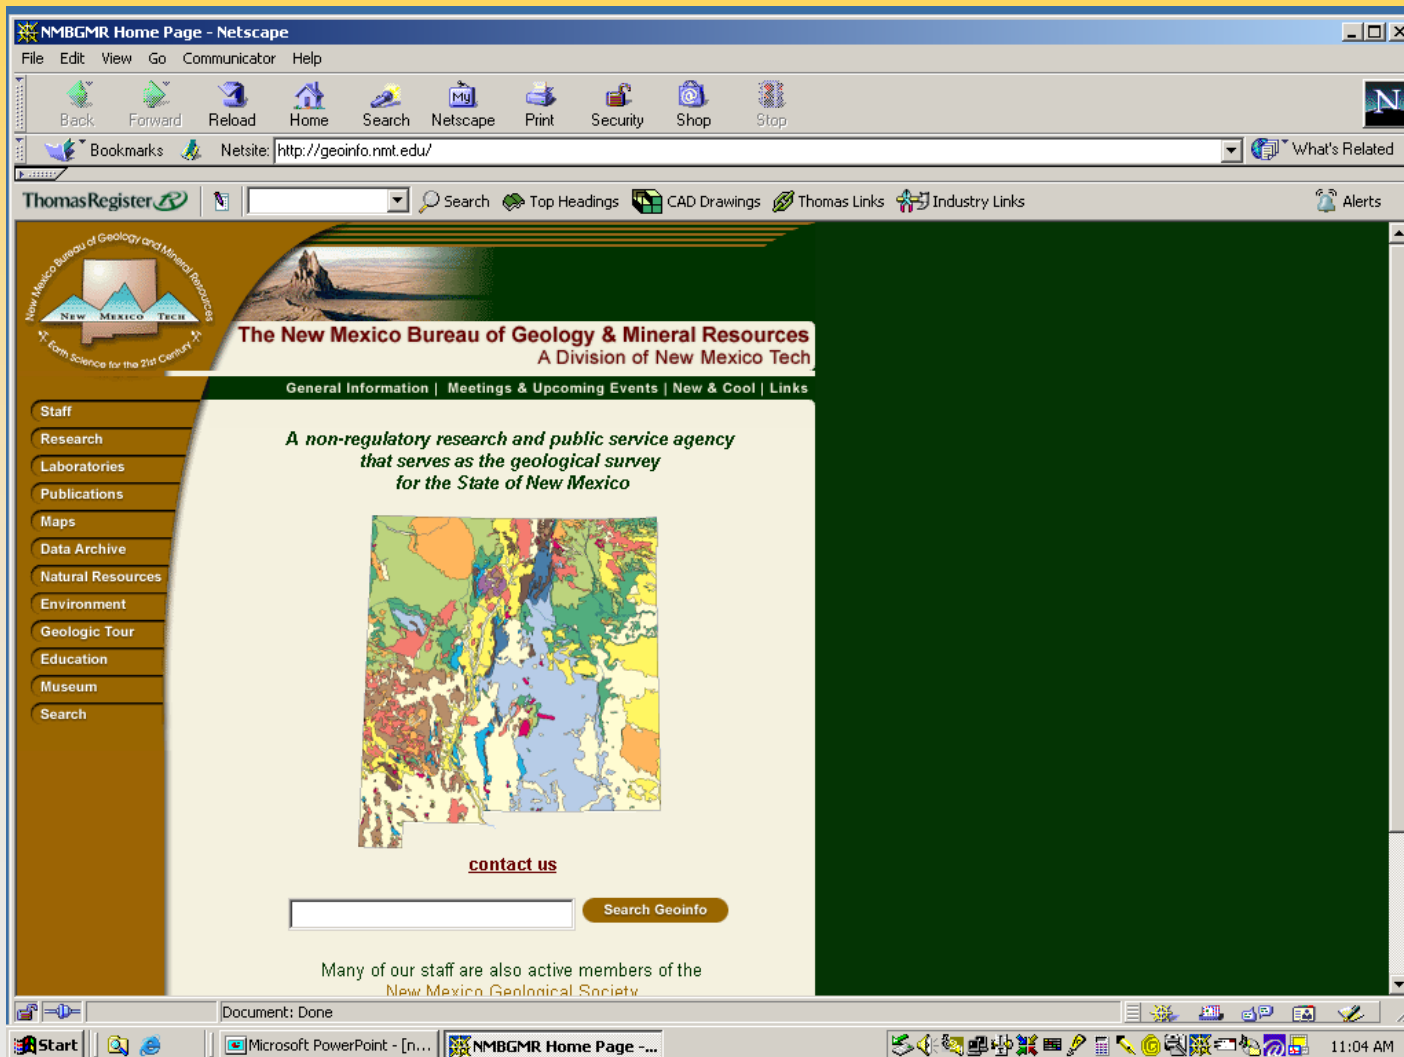 NMBGMR Home Page - Netscape
File Edit View Go Communicator Help
Back Forward Reload Home Search Netscape Print Security Shop Stop
My
N
Bookmarks Netsite: http://geoinfo.nmt.edu/ What's Related
ThomasRegister Search Top Headings CAD Drawings Thomas Links Industry Links Alerts
New Mexico Bureau of Geology and Mineral Resources
NEW MEXICO TECH
Earth Science for the 21st Century
The New Mexico Bureau of Geology & Mineral Resources
A Division of New Mexico Tech
General Information | Meetings & Upcoming Events | New & Cool | Links
Staff
Research
Laboratories
Publications
Maps
Data Archive
Natural Resources
Environment
Geologic Tour
Education
Museum
Search
A non-regulatory research and public service agency
that serves as the geological survey
for the State of New Mexico
contact us
Search Geoinfo
Many of our staff are also active members of the
New Mexico Geological Society
Document: Done
Start Microsoft PowerPoint - [n... NMBGMR Home Page -... 11:04 AM